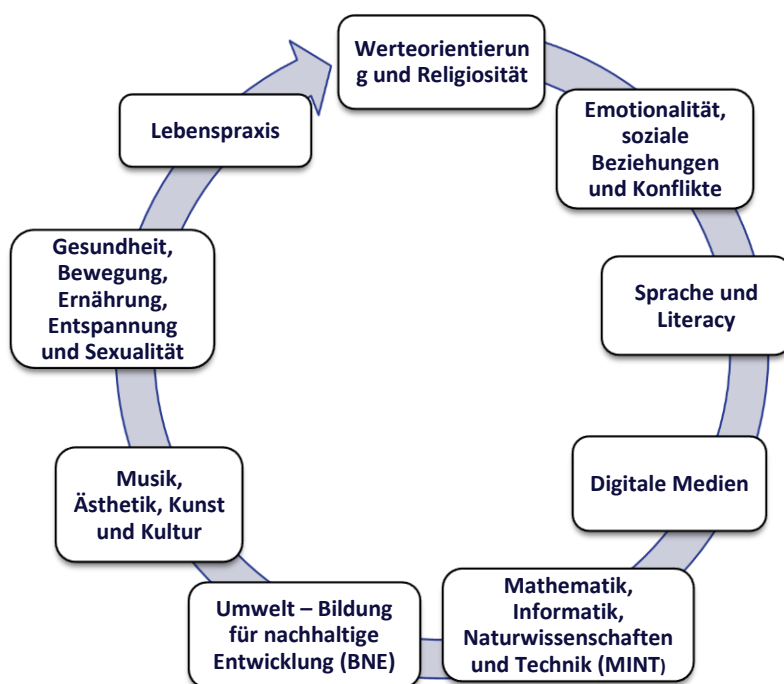 Werteorientierun
g und Religiosität
Emotionalität,
soziale
Beziehungen
und Konflikte
Sprache und
Literacy
Digitale Medien
Mathematik,
Informatik,
Naturwissenschaften
und Technik (MINT)
Umwelt – Bildung
für nachhaltige
Entwicklung (BNE)
Musik,
Ästhetik, Kunst
und Kultur
Gesundheit,
Bewegung,
Ernährung,
Entspannung
und Sexualität
Lebenspraxis